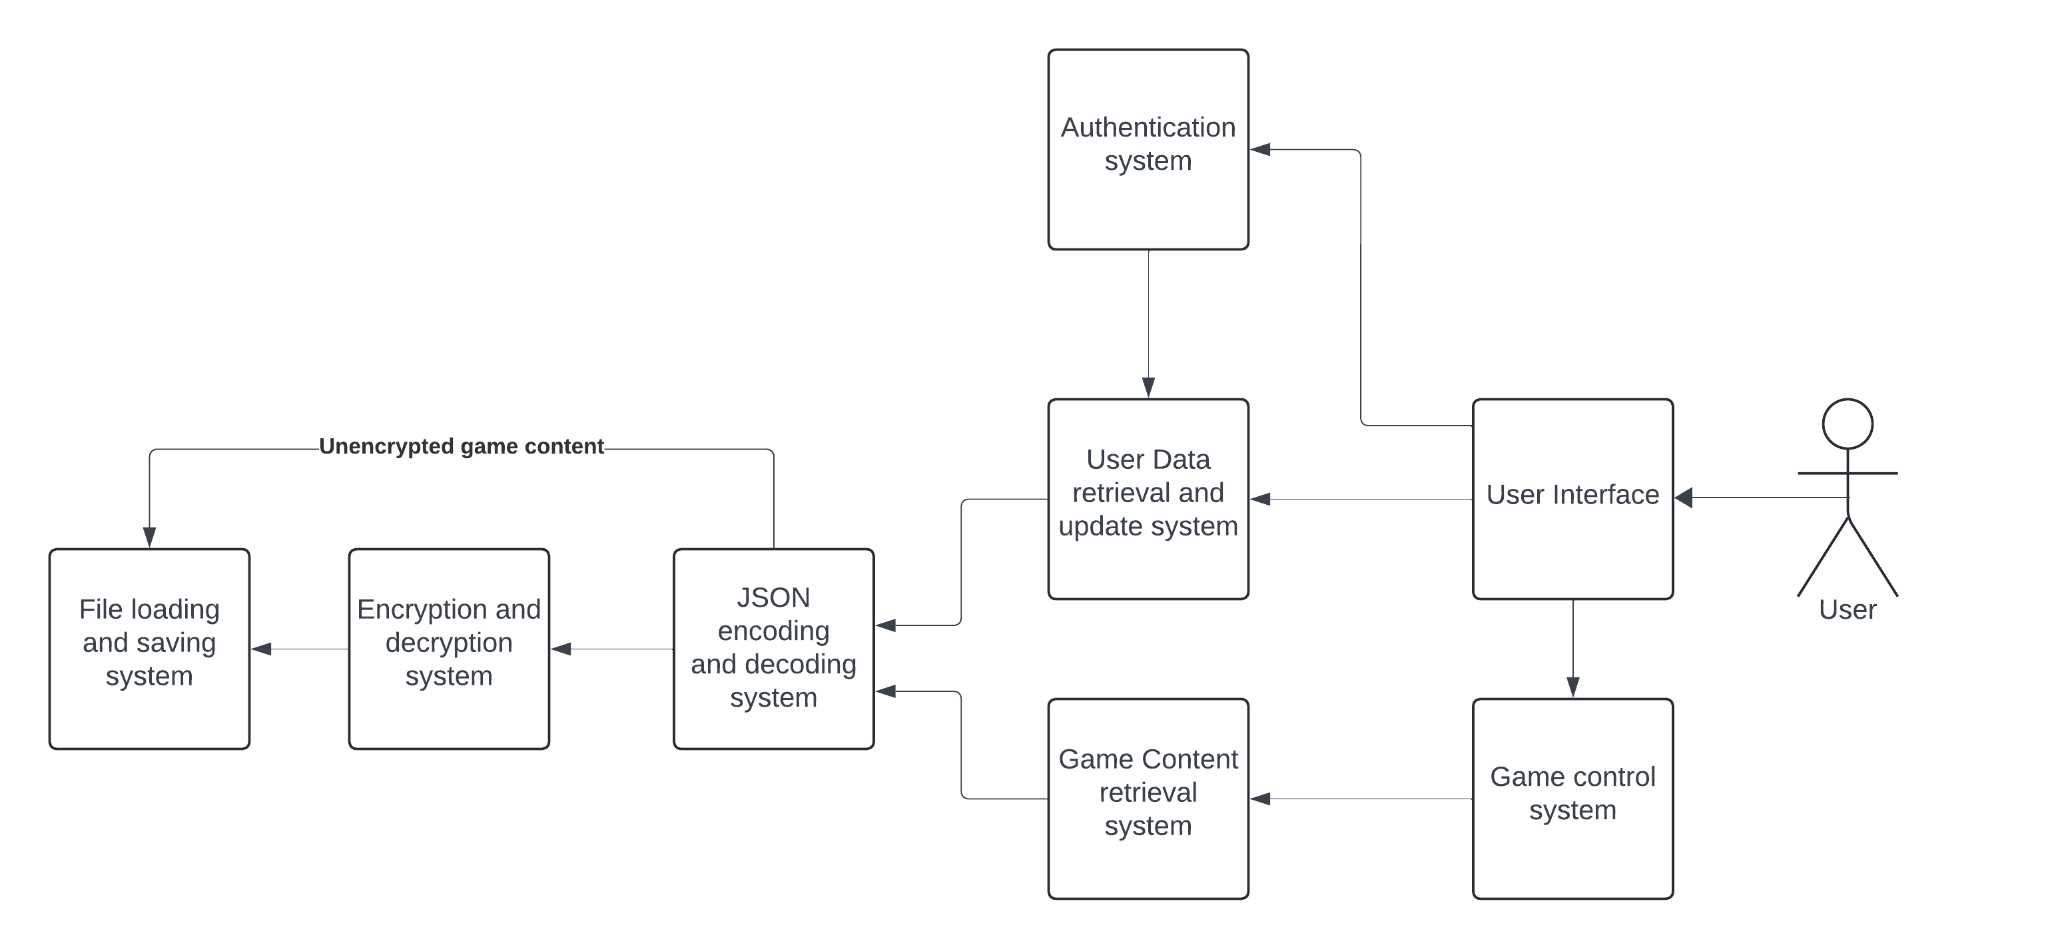 Authentication
system
Unencrypted game content
User Data
retrieval and
update system
User Interface
User
File loading
and saving
system
Encryption and
decryption
system
JSON
encoding
and decoding
system
Game Content
retrieval
system
Game control
system